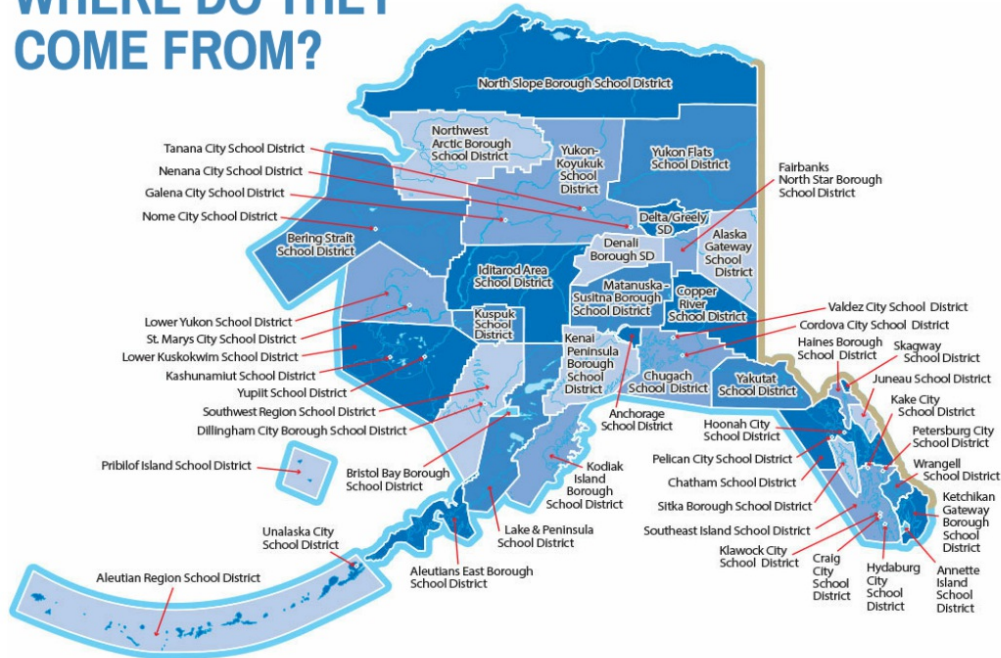 WHERE DO THEY
COME FROM?
North Slope Borough School District
Northwest
Arctic Borough
School District
Yukon-
Koyukuk
School
District
Yukon Flats
School District
Tanana City School District
Nenana City School District
Galena City School District
Nome City School District
Bering Strait
School District
Fairbanks
North Star Borough
School District
Delta/Greely
SD
Denali
Borough SD
Alaska
Gateway
School
District
Iditarod Area
School District
Matanuska-
Susitna Borough
School District
Copper
River
School District
Lower Yukon School District
St. Marys City School District
Lower Kuskokwim School District
Kashunamiut School District
Yupiit School District
Southwest Region School District
Dillingham City Borough School District
Kuspuk
School
District
Kenai
Peninsula
Borough
School
District
Chugach
School District
Yakutat
School District
Valdez City School District
Cordova City School District
Haines Borough
School District
Skagway
School District
Juneau School District
Kake City
School District
Petersburg City
School District
Wrangell
School District
Ketchikan
Gateway
Borough
School
District
Anchorage
School District
Hoonah City
School District
Pelican City School District
Chatham School District
Sitka Borough School District
Southeast Island School District
Klawock City
School District
Craig
City
School
District
Hydaburg
City
School
District
Annette
Island
School
District
Pribilof Island School District
Bristol Bay Borough
School District
Kodiak
Island
Borough
School District
Lake & Peninsula
School District
Unalaska City
School District
Aleutians East Borough
School District
Aleutian Region School District